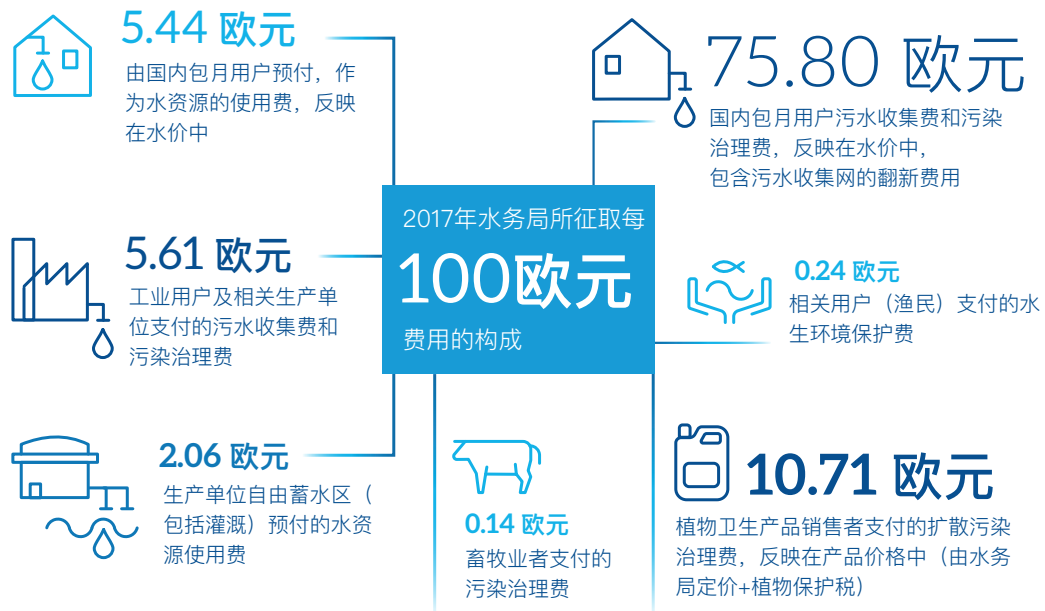 5.44 欧元
由国内包月用户预付，作
为水资源的使用费，反映
在水价中
75.80 欧元
国内包月用户污水收集费和污染
治理费，反映在水价中，
包含污水收集网的翻新费用
2017年水务局所征取每
100欧元
费用的构成
5.61 欧元
工业用户及相关生产单
位支付的污水收集费和
污染治理费
0.24 欧元
相关用户（渔民）支付的水
生环境保护费
2.06 欧元
生产单位自由蓄水区（
包括灌溉）预付的水资
源使用费
0.14 欧元
畜牧业者支付的
污染治理费
10.71 欧元
植物卫生产品销售者支付的扩散污染
治理费，反映在产品价格中（由水务
局定价+植物保护税）